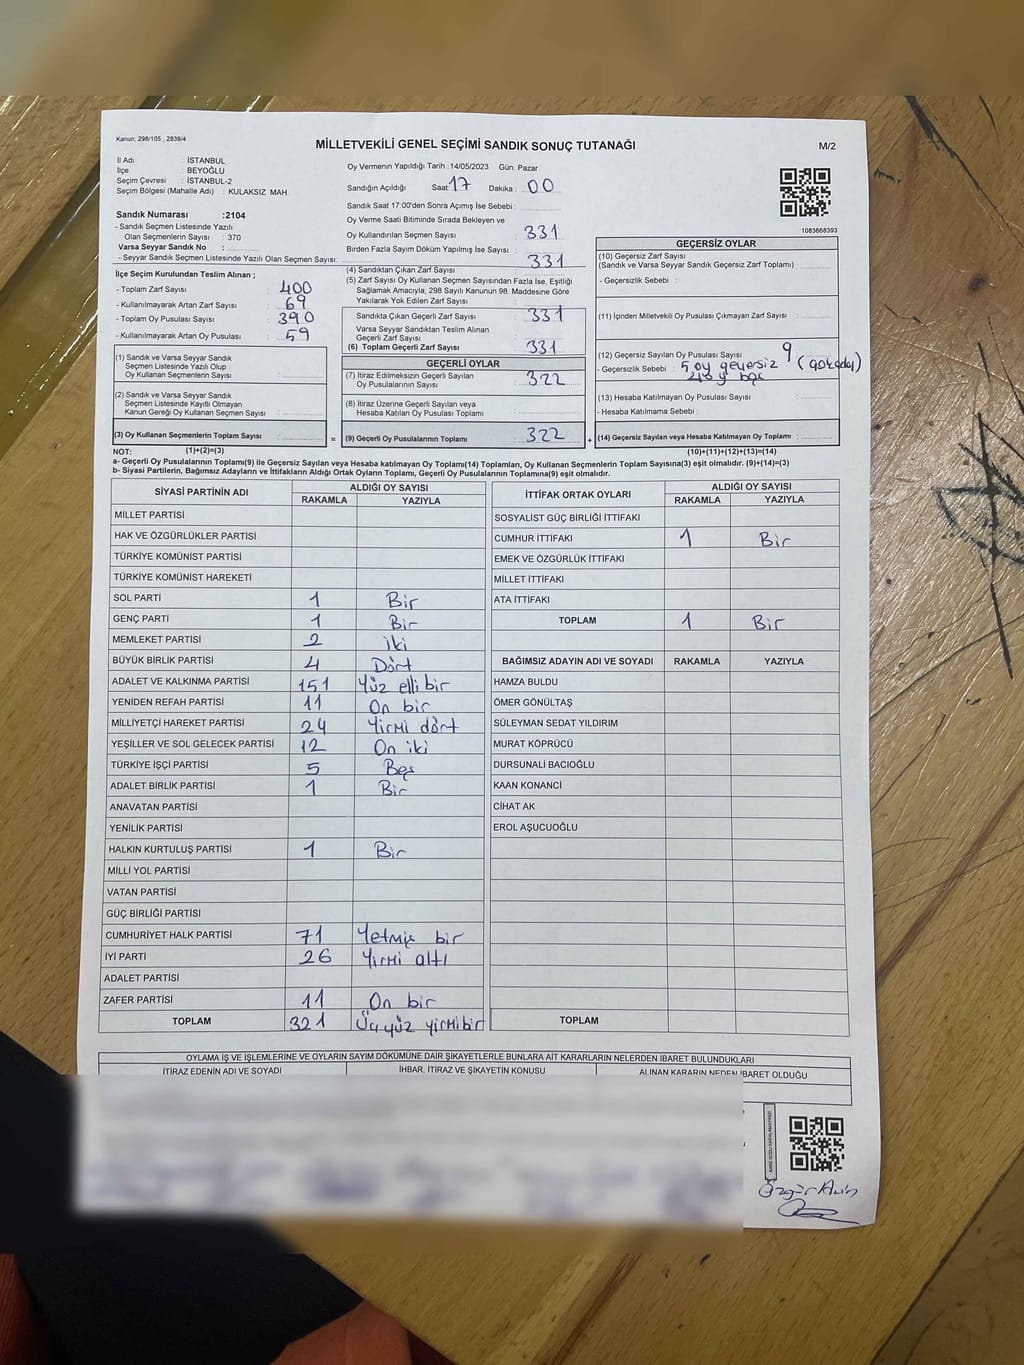 Kanun: 298/105 , 2839/4
MİLLETVEKİLİ GENEL SEÇİMİ SANDIK SONUÇ TUTANAĞI
M/2
İl Adı : İSTANBUL
İlçe : BEYOĞLU
Seçim Çevresi : İSTANBUL-2
Seçim Bölgesi (Mahalle Adı) : KULAKSIZ MAH.
Sandık Numarası :2104
- Sandık Seçmen Listesinde Yazılı
Olan Seçmenlerin Sayısı : 370
Varsa Seyyar Sandık No :
- Seyyar Sandık Seçmen Listesinde Yazılı Olan Seçmen Sayısı:
Oy Vermenin Yapıldığı Tarih :14/05/2023 Gün: Pazar
Sandığın Açıldığı Saat: 17 Dakika : 00
Sandık Saat 17:00'den Sonra Açımış İse Sebebi :
Oy Verme Saati Bitiminde Sırada Bekleyen ve
Oy Kullandırılan Seçmen Sayısı : 331
Birden Fazla Sayım Döküm Yapılmış İse Sayısı :
1083668393
İlçe Seçim Kurulundan Teslim Alınan ;
- Toplam Zarf Sayısı : 400
- Kullanılmayarak Artan Zarf Sayısı : 69
- Toplam Oy Pusulası Sayısı : 390
- Kullanılmayarak Artan Oy Pusulası : 59
(1) Sandık ve Varsa Seyyar Sandık
Seçmen Listesinde Yazılı Olup
Oy Kullanan Seçmenlerin Sayısı :
(2) Sandık ve Varsa Seyyar Sandık
Seçmen Listesinde Kayıtlı Olmayan
Kanun Gereği Oy Kullanan Seçmen Sayısı :
(3) Oy Kullanan Seçmenlerin Toplam Sayısı :
(4) Sandıktan Çıkan Zarf Sayısı : 331
(5) Zarf Sayısı Oy Kullanan Seçmen Sayısından Fazla İse, Eşitliği
Sağlamak Amacıyla, 298 Sayılı Kanunun 98. Maddesine Göre
Yakılarak Yok Edilen Zarf Sayısı :
Sandıkta Çıkan Geçerli Zarf Sayısı : 331
Varsa Seyyar Sandıktan Teslim Alınan
Geçerli Zarf Sayısı :
(6) Toplam Geçerli Zarf Sayısı : 331
GEÇERLİ OYLAR
(7) İtiraz Edilmeksizin Geçerli Sayılan
Oy Pusulalarının Sayısı : 322
(8) İtiraz Üzerine Geçerli Sayılan veya
Hesaba Katılan Oy Pusulası Toplamı :
= (9) Geçerli Oy Pusulalarının Toplamı : 322 +
GEÇERSİZ OYLAR
(10) Geçersiz Zarf Sayısı
(Sandık ve Varsa Seyyar Sandık Geçersiz Zarf Toplamı) :
- Geçersizlik Sebebi :
(11) İçinden Milletvekili Oy Pusulası Çıkmayan Zarf Sayısı :
(12) Geçersiz Sayılan Oy Pusulası Sayısı : 9
- Geçersizlik Sebebi : 5 oy geçersiz
(13) Hesaba Katılmayan Oy Pusulası Sayısı :
- Hesaba Katılmama Sebebi :
(14) Geçersiz Sayılan veya Hesaba Katılmayan Oy Toplamı :
NOT: (1)+(2)=(3) (10)+(11)+(12)+(13)=(14)
a- Geçerli Oy Pusulalarının Toplamı(9) ile Geçersiz Sayılan veya Hesaba katılmayan Oy Toplamı(14) Toplamları, Oy Kullanan Seçmenlerin Toplam Sayısına(3) eşit olmalıdır. (9)+(14)=(3)
b- Siyasi Partilerin, Bağımsız Adayların ve İttifakların Aldığı Ortak Oyların Toplamı, Geçerli Oy Pusulalarının Toplamına(9) eşit olmalıdır.
SİYASİ PARTİNİN ADI ALDIĞI OY SAYISI
RAKAMLA YAZIYLA
MİLLET PARTİSİ
HAK VE ÖZGÜRLÜKLER PARTİSİ
TÜRKİYE KOMÜNİST PARTİSİ
TÜRKİYE KOMÜNİST HAREKETİ
SOL PARTİ 1 Bir
GENÇ PARTİ 1 Bir
MEMLEKET PARTİSİ 2 iki
BÜYÜK BİRLİK PARTİSİ 4 Dört
ADALET VE KALKINMA PARTİSİ 151 Yüz elli bir
YENİDEN REFAH PARTİSİ 11 On bir
MİLLİYETÇİ HAREKET PARTİSİ 24 Yirmi dört
YEŞİLLER VE SOL GELECEK PARTİSİ 12 On iki
TÜRKİYE İŞÇİ PARTİSİ 5 Beş
ADALET BİRLİK PARTİSİ 1 Bir
ANAVATAN PARTİSİ
YENİLİK PARTİSİ
HALKIN KURTULUŞ PARTİSİ 1 Bir
MİLLİ YOL PARTİSİ
VATAN PARTİSİ
GÜÇ BİRLİĞİ PARTİSİ
CUMHURİYET HALK PARTİSİ 71 Yetmiş bir
İYİ PARTİ 26 Yirmi altı
ADALET PARTİSİ
ZAFER PARTİSİ 11 On bir
TOPLAM 321 Üçyüz yirmibir
İTTİFAK ORTAK OYLARI ALDIĞI OY SAYISI
RAKAMLA YAZIYLA
SOSYALİST GÜÇ BİRLİĞİ İTTİFAKI
CUMHUR İTTİFAKI 1 Bir
EMEK VE ÖZGÜRLÜK İTTİFAKI
MİLLET İTTİFAKI
ATA İTTİFAKI
TOPLAM 1 Bir
BAĞIMSIZ ADAYIN ADI VE SOYADI RAKAMLA YAZIYLA
HAMZA BULDU
ÖMER GÖNÜLTAŞ
SÜLEYMAN SEDAT YILDIRIM
MURAT KÖPRÜCÜ
DURSUNALİ BACIOĞLU
KAAN KONANCİ
CİHAT AK
EROL AŞUCUOĞLU
TOPLAM
OYLAMA İŞ VE İŞLEMLERİNE VE OYLARIN SAYIM DÖKÜMÜNE DAİR ŞİKAYETLERLE BUNLARA AİT KARARLARIN NELERDEN İBARET BULUNDUKLARI
İTİRAZ EDENİN ADI VE SOYADI İHBAR, İTİRAZ VE ŞİKAYETİN KONUSU ALINAN KARARIN NEDEN İBARET OLDUĞU